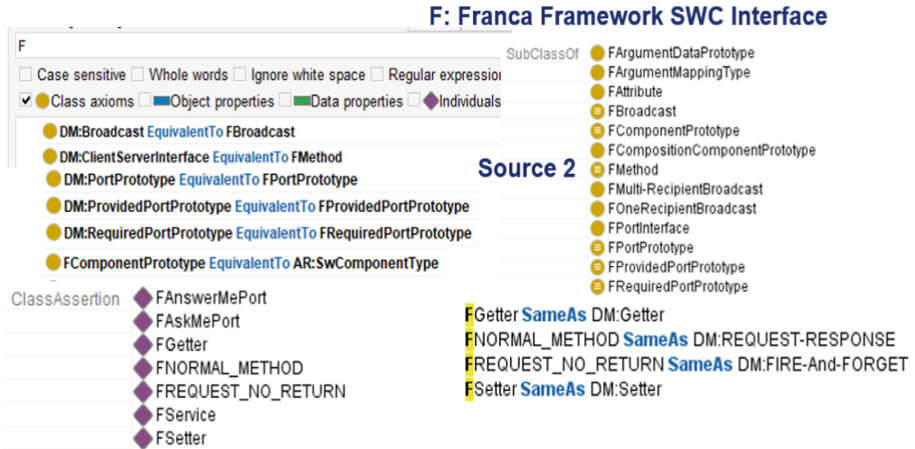 F: Franca Framework SWC Interface
F
Case sensitive Whole words Ignore white space Regular expression
Class axioms Object properties Data properties Individuals
DM:Broadcast EquivalentTo FBroadcast
DM:ClientServerInterface EquivalentTo FMethod
DM:PortPrototype EquivalentTo FPortPrototype
DM:ProvidedPortPrototype EquivalentTo FProvidedPortPrototype
DM:RequiredPortPrototype EquivalentTo FRequiredPortPrototype
FComponentPrototype EquivalentTo AR:SwComponentType
SubClassOf FArgumentDataPrototype
FArgumentMappingType
FAttribute
FBroadcast
FComponentPrototype
FCompositionComponentPrototype
FMethod
FMulti-RecipientBroadcast
FOneRecipientBroadcast
FPortInterface
FPortPrototype
FProvidedPortPrototype
FRequiredPortPrototype
Source 2
ClassAssertion FAnswerMePort
FAskMePort
FGetter
FNORMAL_METHOD
FREQUEST_NO_RETURN
FService
FSetter
FGetter SameAs DM:Getter
FNORMAL_METHOD SameAs DM:REQUEST-RESPONSE
FREQUEST_NO_RETURN SameAs DM:FIRE-And-FORGET
FSetter SameAs DM:Setter